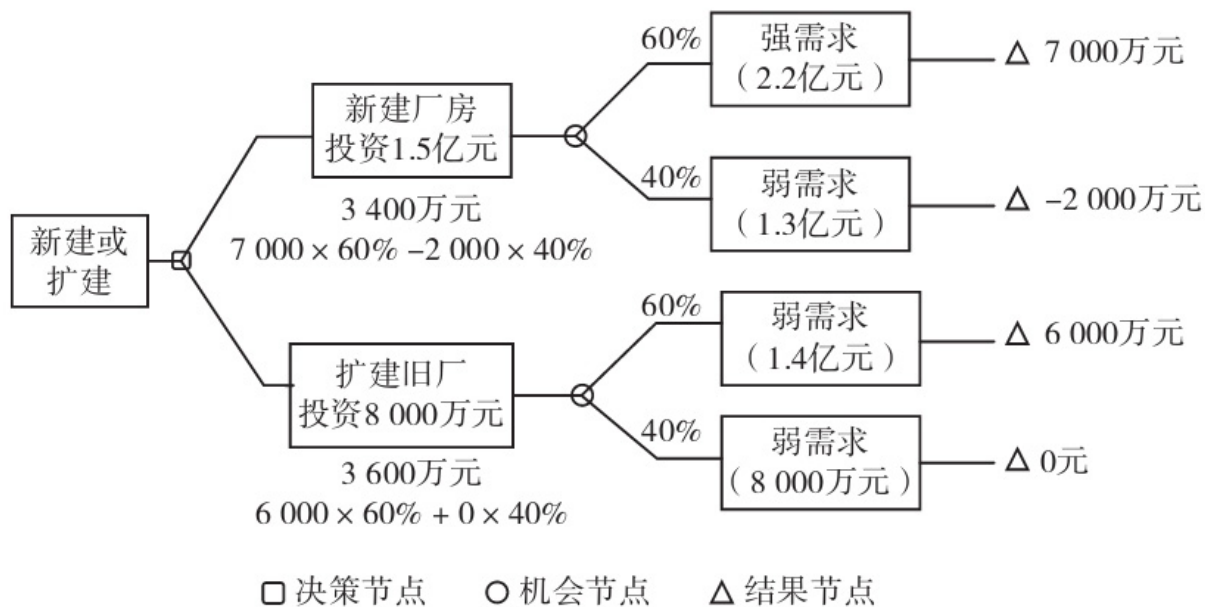 新建或
扩建
新建厂房
投资1.5亿元
3 400万元
7 000 × 60% –2 000 × 40%
60%
强需求
（2.2亿元）
7 000万元
40%
弱需求
（1.3亿元）
–2 000万元
扩建旧厂
投资8 000万元
3 600万元
6 000 × 60% + 0 × 40%
60%
弱需求
（1.4亿元）
6 000万元
40%
弱需求
（8 000万元）
0元
决策节点 机会节点 结果节点